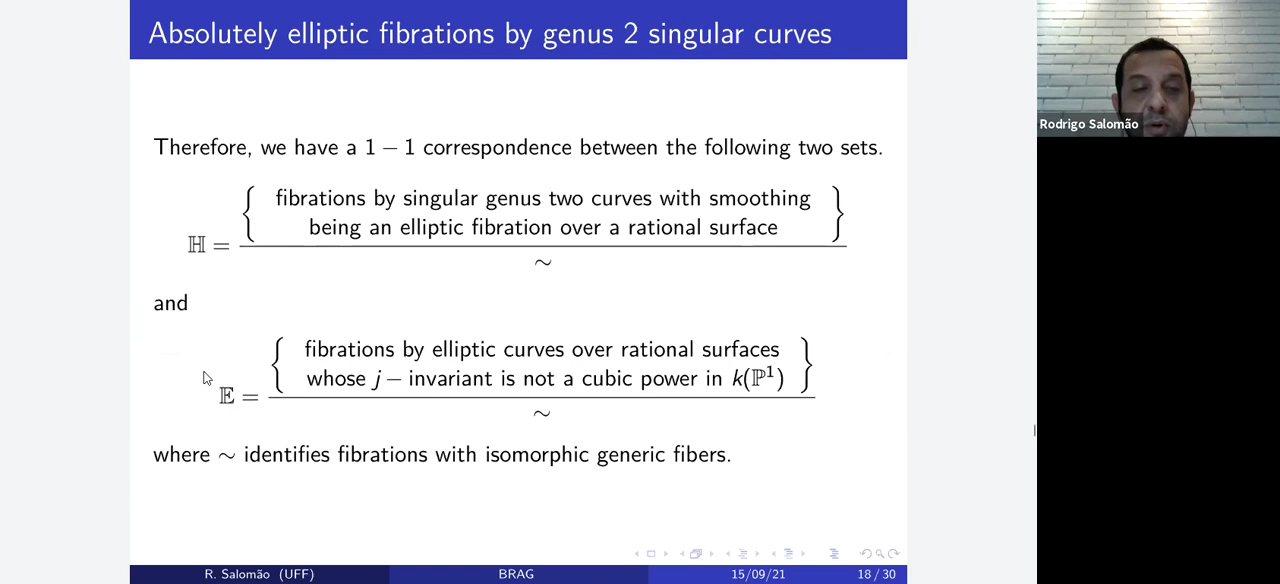 Absolutely elliptic fibrations by genus 2 singular curves
Rodrigo Salomão
Therefore, we have a 1 − 1 correspondence between the following two sets.
ℍ = { fibrations by singular genus two curves with smoothing
being an elliptic fibration over a rational surface }
∼
and
𝔼 = { fibrations by elliptic curves over rational surfaces
whose j − invariant is not a cubic power in k(ℙ¹) }
∼
where ∼ identifies fibrations with isomorphic generic fibers.
R. Salomão (UFF) BRAG 15/09/21 18 / 30